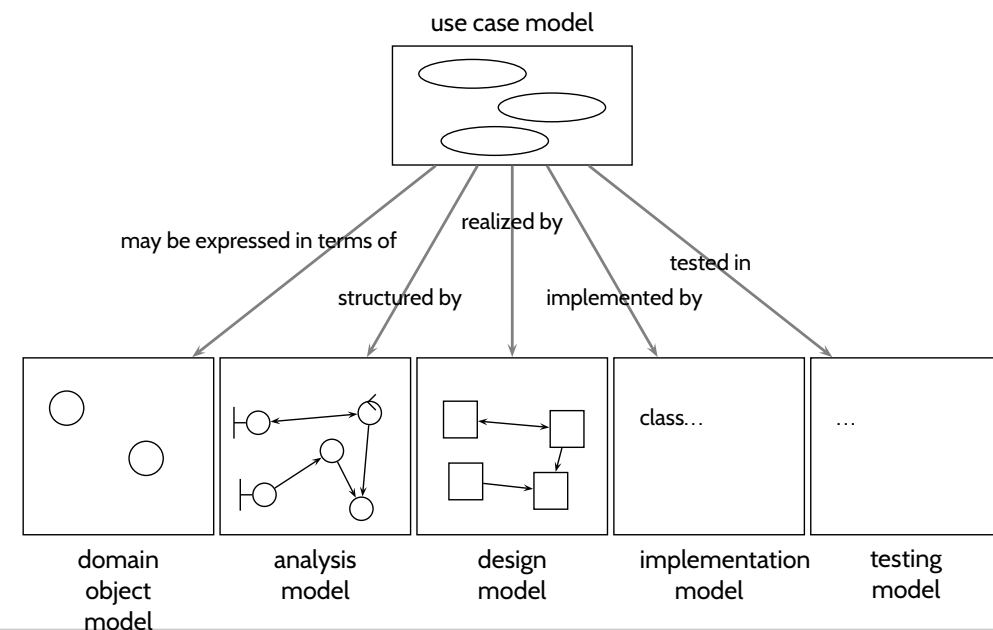 use case model
realized by
may be expressed in terms of
tested in
structured by
implemented by
class…
…
domain
object
model
analysis
model
design
model
implementation
model
testing
model